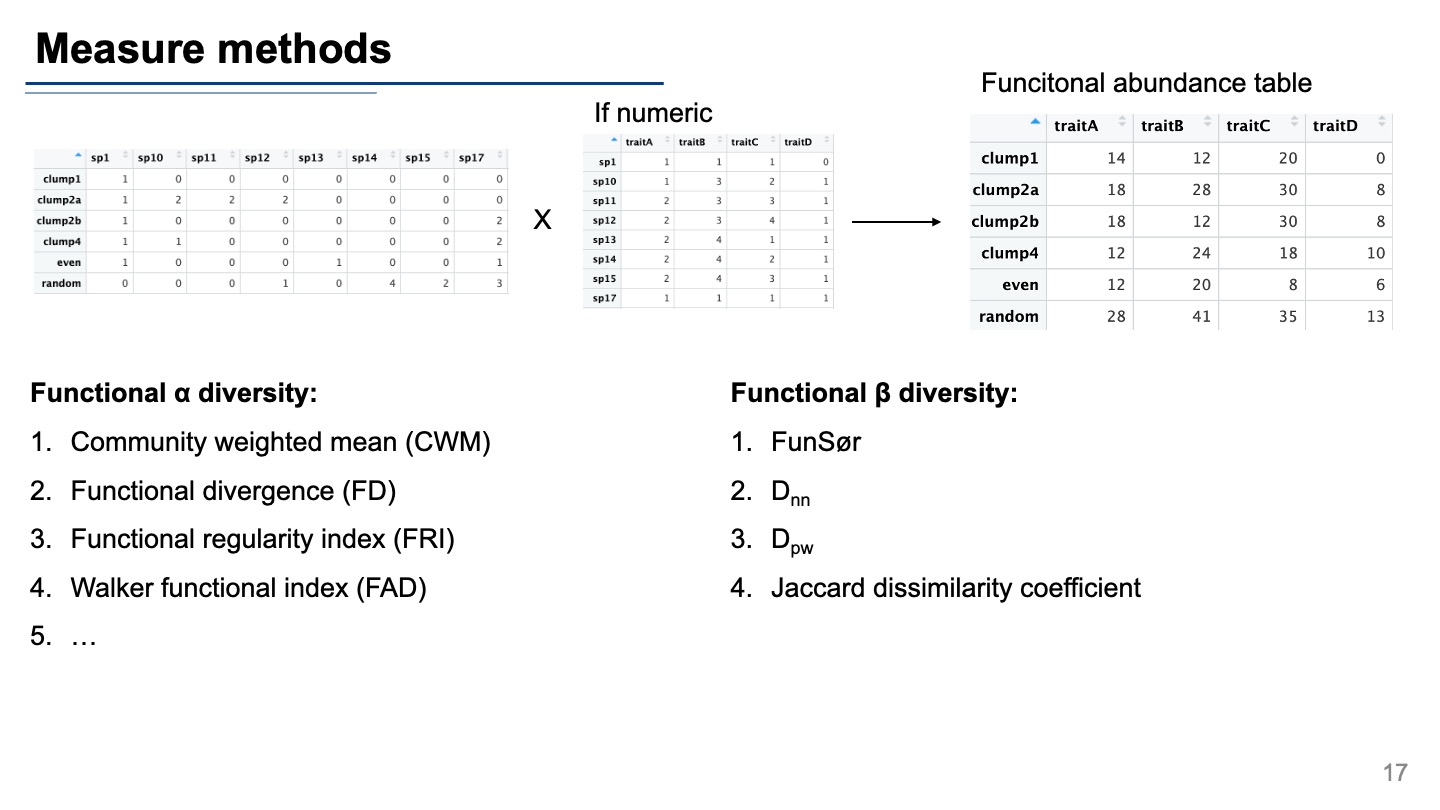 Measure methods
Funcitonal abundance table
If numeric
sp1 sp10 sp11 sp12 sp13 sp14 sp15 sp17
clump1 1 0 0 0 0 0 0 0
clump2a 1 2 2 2 0 0 0 0
clump2b 1 0 0 0 0 0 0 2
clump4 1 1 0 0 0 0 0 2
even 1 0 0 0 1 0 0 1
random 0 0 0 1 0 4 2 3
X
traitA traitB traitC traitD
sp1 1 1 1 0
sp10 1 3 2 1
sp11 2 3 3 1
sp12 2 3 4 1
sp13 2 4 1 1
sp14 2 4 2 1
sp15 2 4 3 1
sp17 1 1 1 1
traitA traitB traitC traitD
clump1 14 12 20 0
clump2a 18 28 30 8
clump2b 18 12 30 8
clump4 12 24 18 10
even 12 20 8 6
random 28 41 35 13
Functional α diversity:
1. Community weighted mean (CWM)
2. Functional divergence (FD)
3. Functional regularity index (FRI)
4. Walker functional index (FAD)
5. …
Functional β diversity:
1. FunSør
2. Dnn
3. Dpw
4. Jaccard dissimilarity coefficient
17